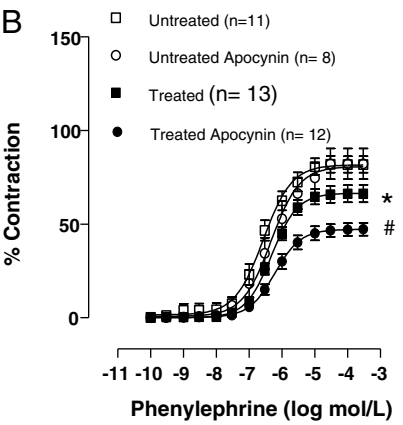 B
Untreated (n=11)
Untreated Apocynin (n= 8)
Treated (n= 13)
Treated Apocynin (n= 12)
% Contraction
150
100
50
0
*
#
-11 -10 -9 -8 -7 -6 -5 -4 -3
Phenylephrine (log mol/L)